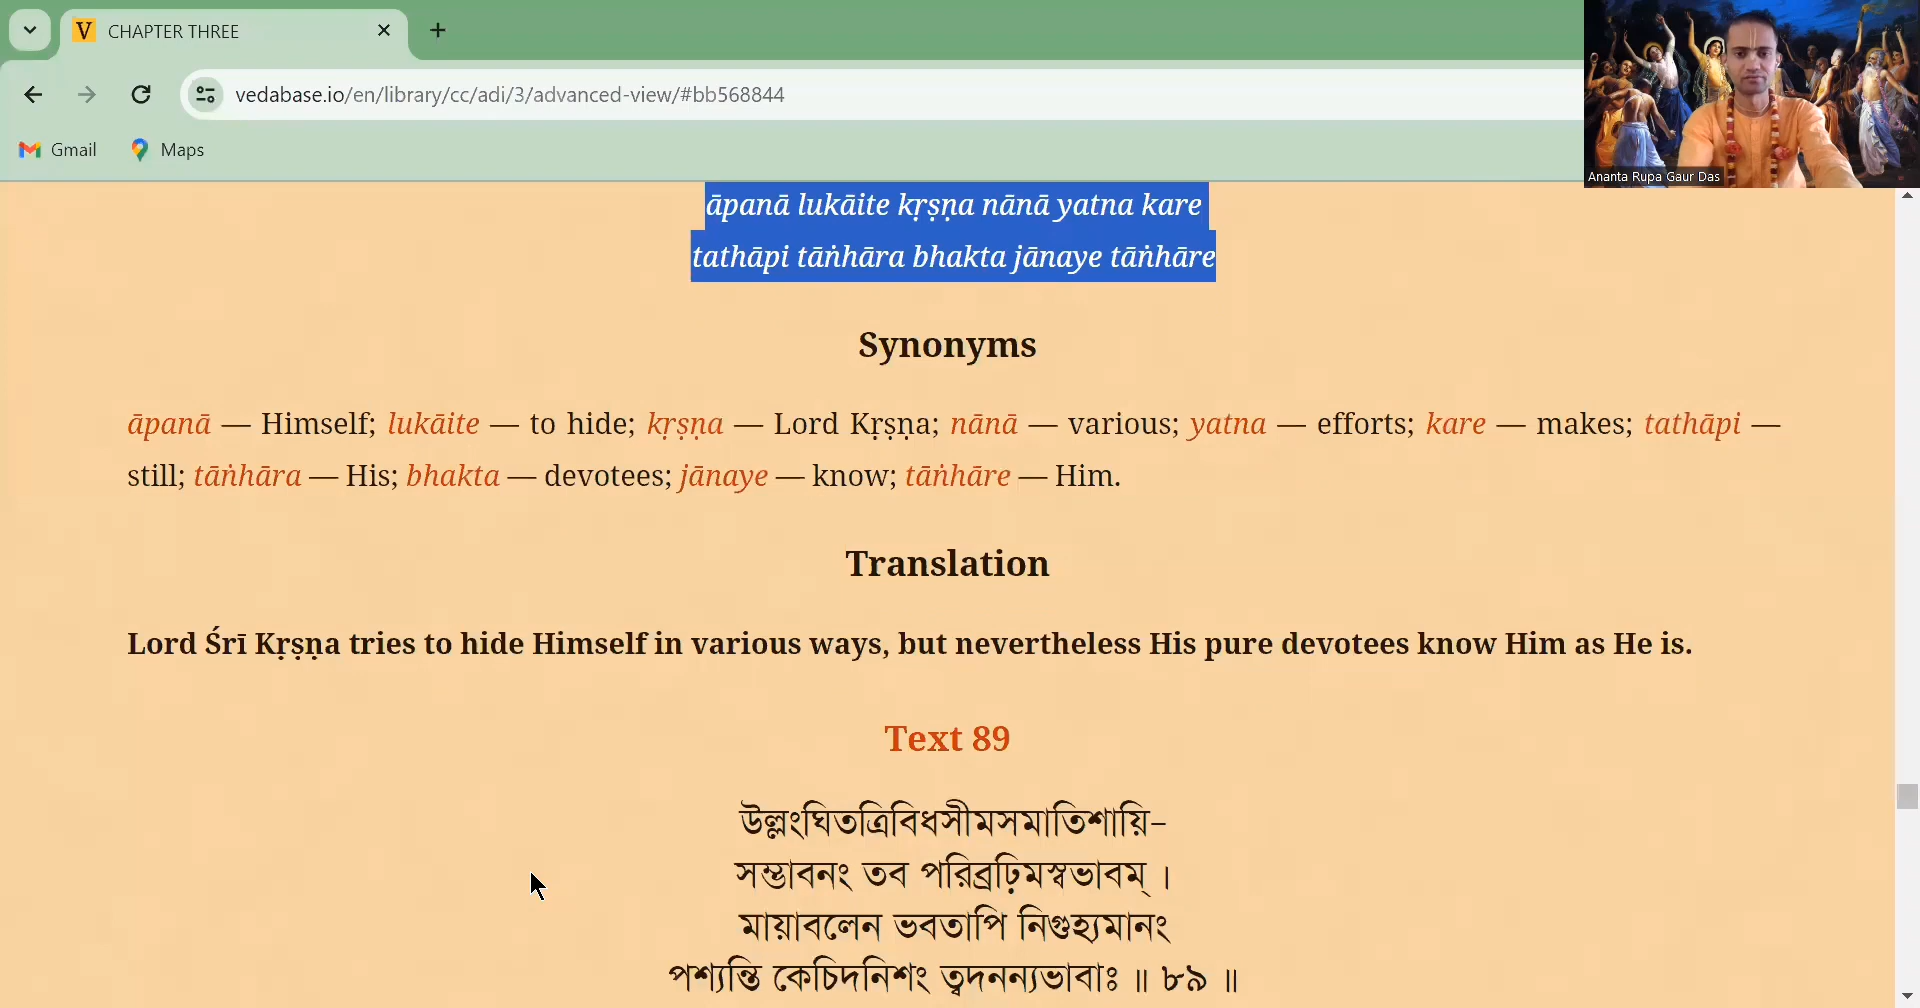 CHAPTER THREE
vedabase.io/en/library/cc/adi/3/advanced-view/#bb568844
Gmail Maps
Ananta Rupa Gaur Das
āpanā lukāite kṛṣṇa nānā yatna kare
tathāpi tāṅhāra bhakta jānaye tāṅhāre
Synonyms
āpanā — Himself; lukāite — to hide; kṛṣṇa — Lord Kṛṣṇa; nānā — various; yatna — efforts; kare — makes; tathāpi —
still; tāṅhāra — His; bhakta — devotees; jānaye — know; tāṅhāre — Him.
Translation
Lord Śrī Kṛṣṇa tries to hide Himself in various ways, but nevertheless His pure devotees know Him as He is.
Text 89
উল্লংঘিতত্রিবিধসীমসমাতিশায়ি-
সম্ভাবনং তব পরিব্রঢ়িমস্বভাবম্ ।
মায়াবলেন ভবতাপি নিগুহ্যমানং
পশ্যন্তি কেচিদনিশং ত্বদনন্যভাবাঃ ॥ ৮৯ ॥